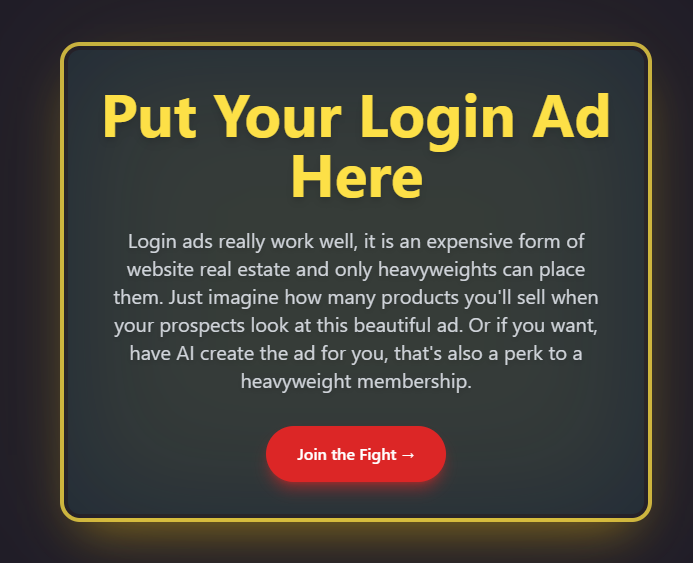 Put Your Login Ad
Here
Login ads really work well, it is an expensive form of
website real estate and only heavyweights can place
them. Just imagine how many products you'll sell when
your prospects look at this beautiful ad. Or if you want,
have AI create the ad for you, that's also a perk to a
heavyweight membership.
Join the Fight →